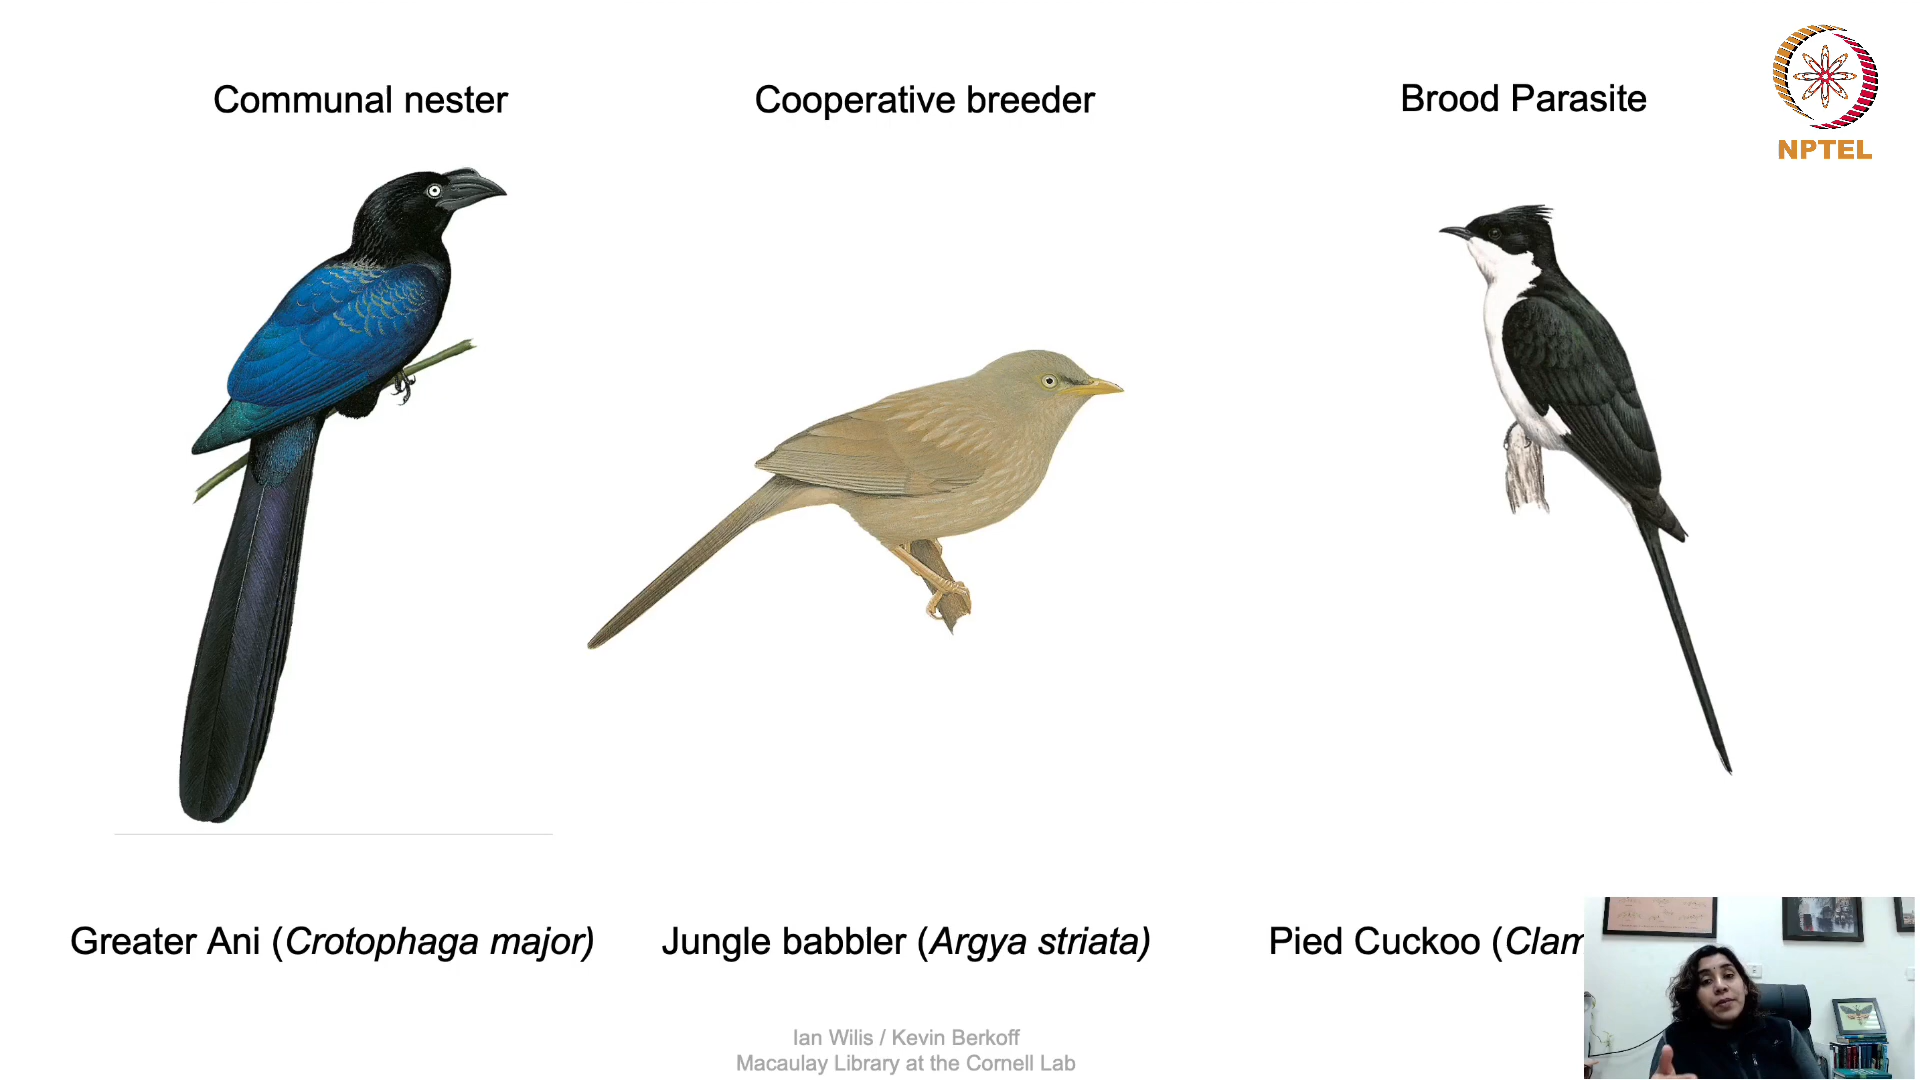 Communal nester
Cooperative breeder
Brood Parasite
NPTEL
Greater Ani (Crotophaga major)
Jungle babbler (Argya striata)
Pied Cuckoo (Clam
Ian Wilis / Kevin Berkoff
Macaulay Library at the Cornell Lab